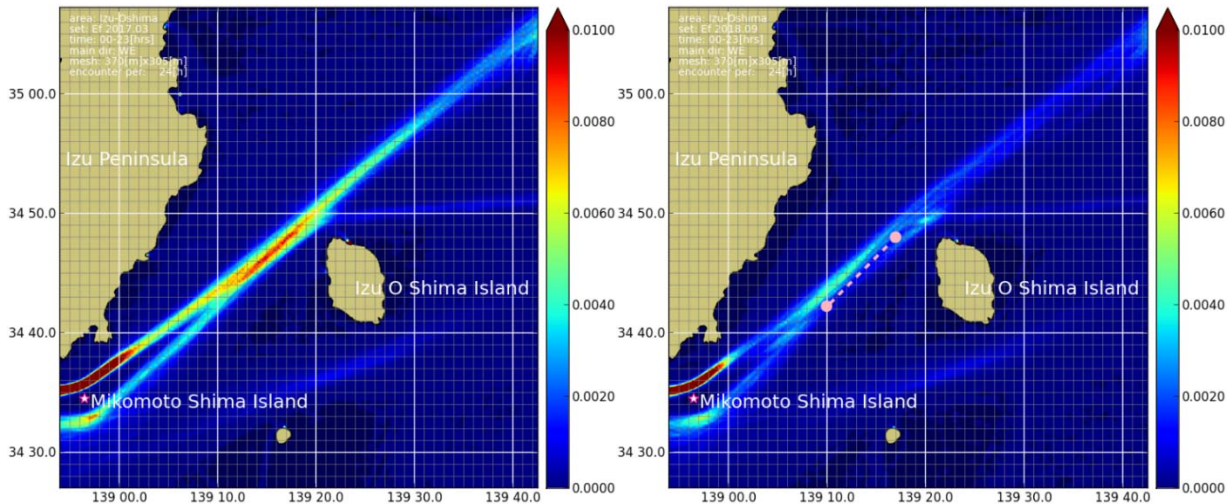 area: Izu-Oshima
set: Ef 2017.03
time: 00-23[hrs]
main dir: WE
mesh: 370[m]x305[m]
encounter per: 24[h]
35 00.0
34 50.0
34 40.0
34 30.0
Izu Peninsula
Izu O Shima Island
Mikomoto Shima Island
139 00.0
139 10.0
139 20.0
139 30.0
139 40.0
0.0100
0.0080
0.0060
0.0040
0.0020
0.0000
area: Izu-Oshima
set: Ef 2018.09
time: 00-23[hrs]
main dir: WE
mesh: 370[m]x305[m]
encounter per: 24[h]
35 00.0
34 50.0
34 40.0
34 30.0
Izu Peninsula
Izu O Shima Island
Mikomoto Shima Island
139 00.0
139 10.0
139 20.0
139 30.0
139 40.0
0.0100
0.0080
0.0060
0.0040
0.0020
0.0000